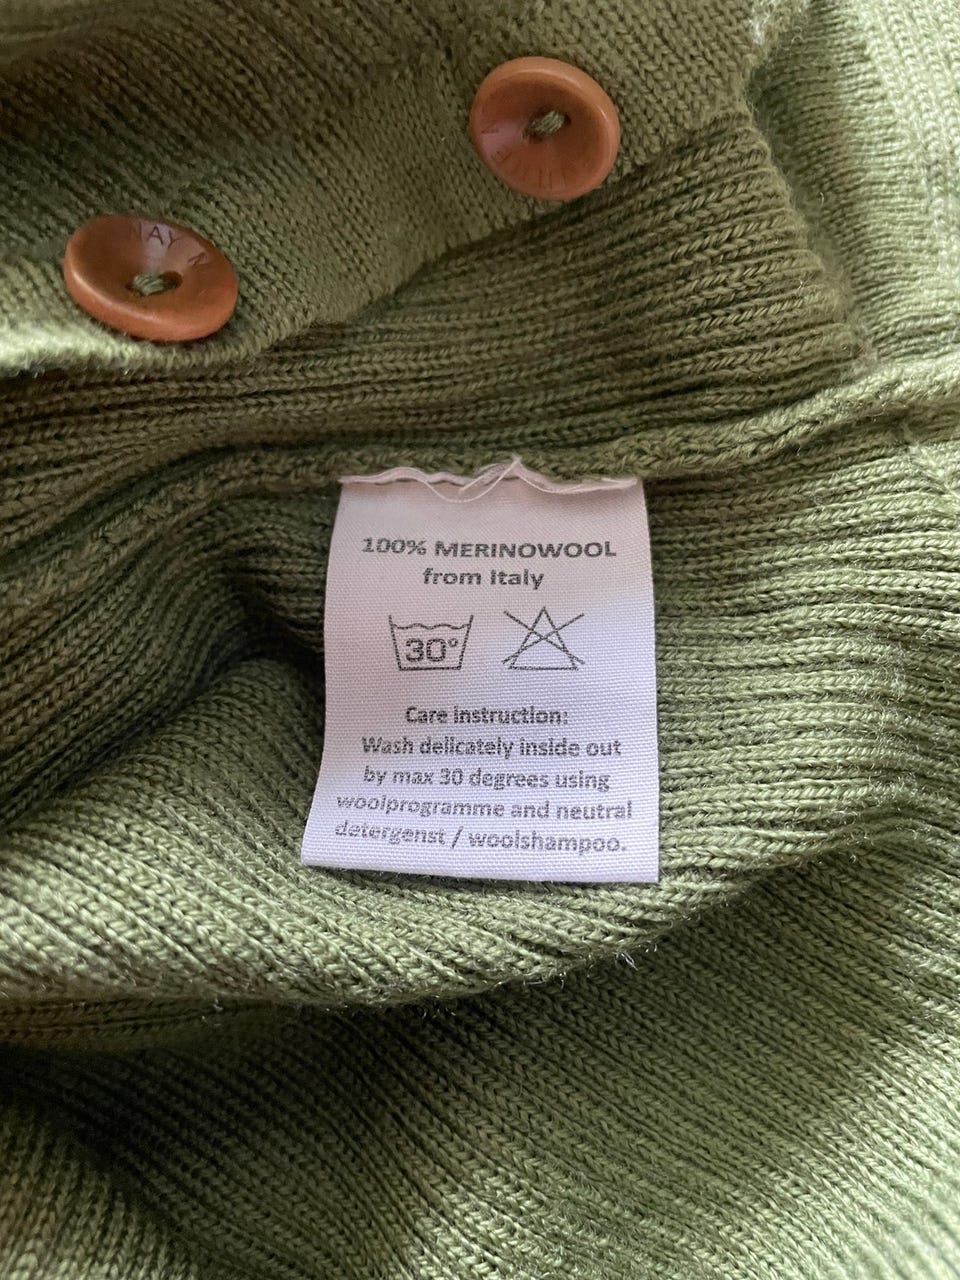 NAY N
100% MERINOWOOL
from Italy
30°
Care instruction:
Wash delicately inside out
by max 30 degrees using
woolprogramme and neutral
detergenst / woolshampoo.